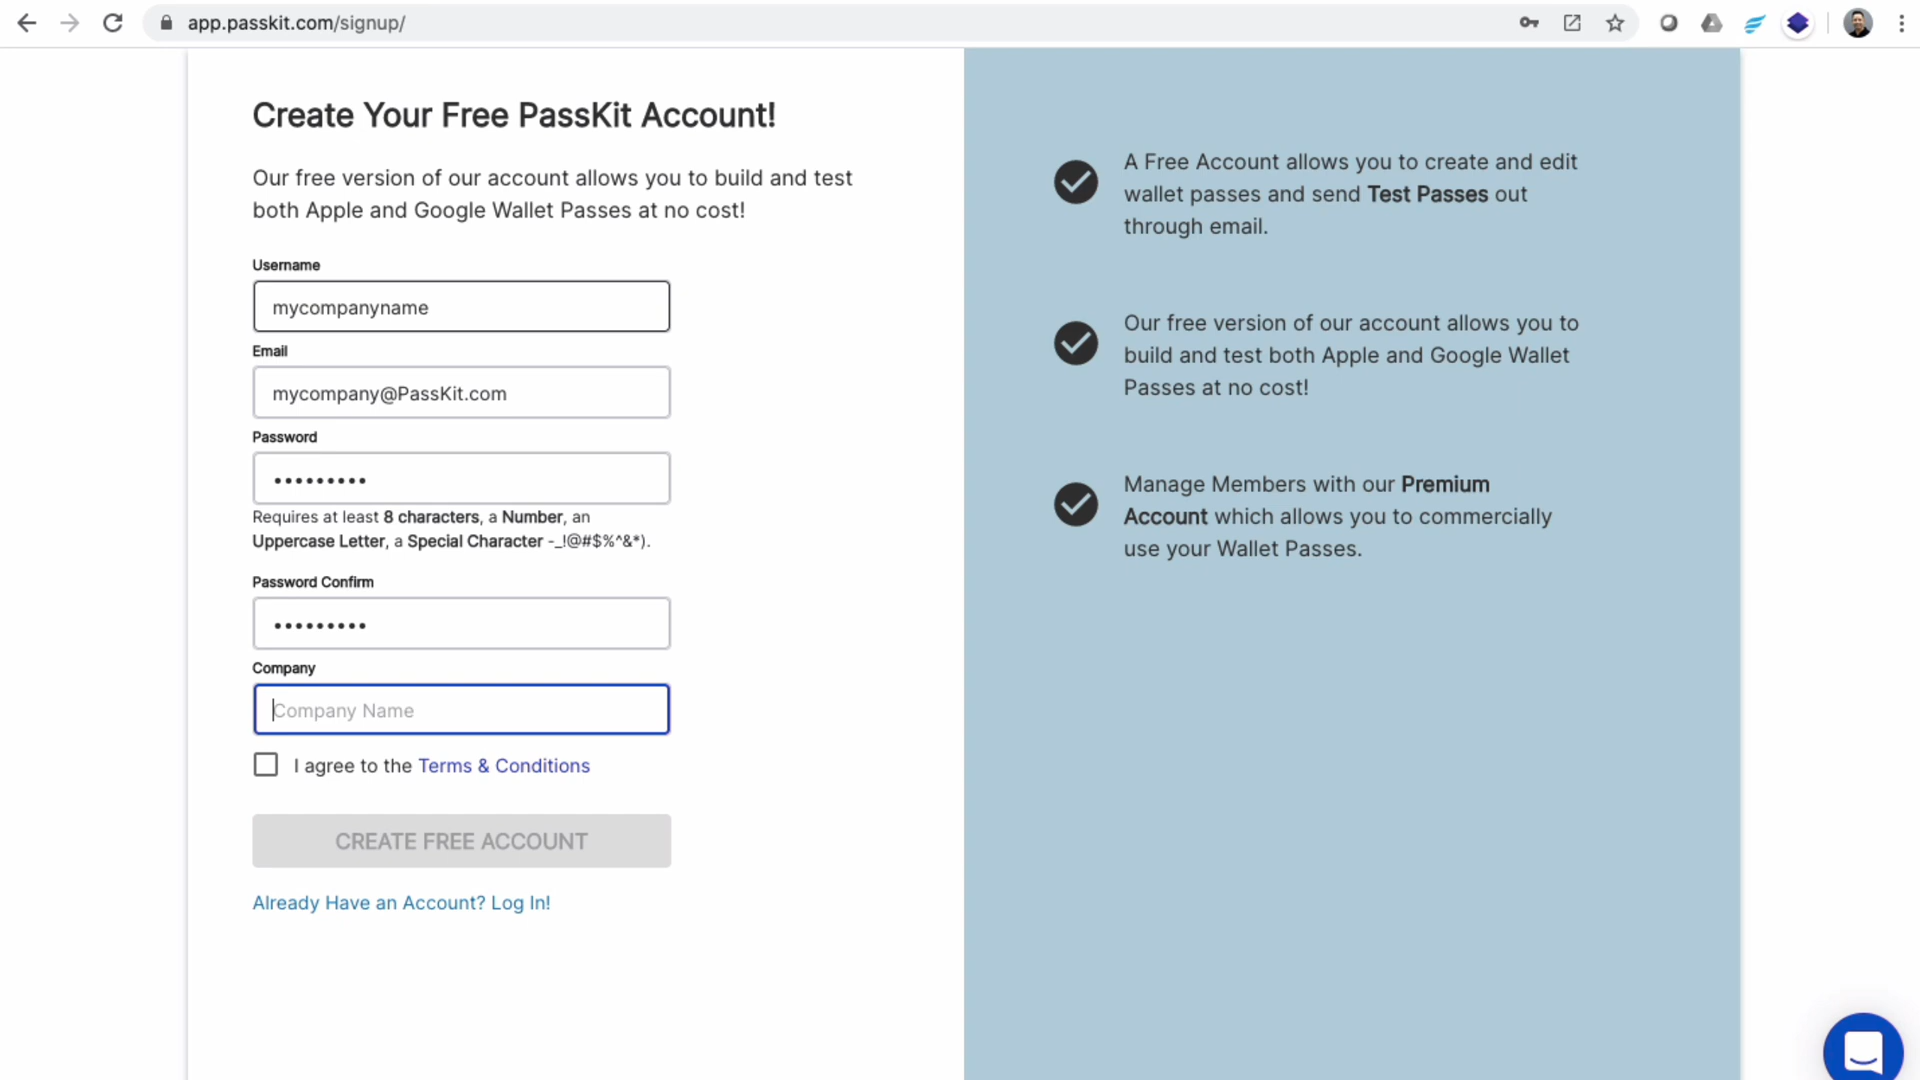 app.passkit.com/signup/
Create Your Free PassKit Account!
Our free version of our account allows you to build and test
both Apple and Google Wallet Passes at no cost!
Username
mycompanyname
Email
mycompany@PassKit.com
Password
•••••••••
Requires at least 8 characters, a Number, an
Uppercase Letter, a Special Character -_!@#$%^&*).
Password Confirm
•••••••••
Company
Company Name
I agree to the Terms & Conditions
CREATE FREE ACCOUNT
Already Have an Account? Log In!
A Free Account allows you to create and edit
wallet passes and send Test Passes out
through email.
Our free version of our account allows you to
build and test both Apple and Google Wallet
Passes at no cost!
Manage Members with our Premium
Account which allows you to commercially
use your Wallet Passes.